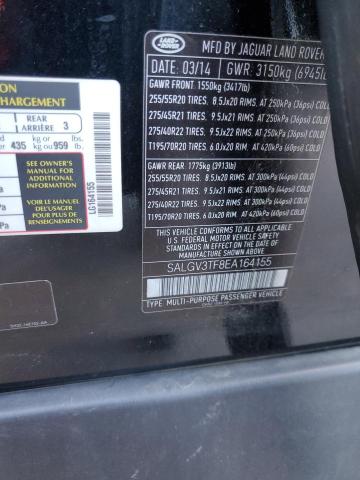 ION
CHARGEMENT
REAR
ARRIÈRE 3
435 kg ou 959 lb.
SEE OWNER'S
MANUAL FOR
ADDITIONAL
INFORMATION
VOIR LE MANUEL
DE L'USAGER
POUR PLUS DE
RENSEIGNEMENTS
LG164155
LAND
ROVER
MFD BY JAGUAR LAND ROVER
DATE 03/14 GWR: 3150kg (6945l
GAWR FRONT: 1550kg (3417lb)
255/55R20 TIRES 8.5Jx20 RIMS AT 250kPa (36psi) COLD
275/45R21 TIRES 9.5Jx21 RIMS AT 250kPa (36psi) COLD
275/40R22 TIRES 9.5Jx22 RIMS AT 250kPa (36psi) COLD
T195/70R20 TIRES 6.0Jx20 RIM AT 420kPa (60psi) COLD
GAWR REAR: 1775kg (3913lb)
255/55R20 TIRES 8.5Jx20 RIMS AT 300kPa (44psi) COLD
275/45R21 TIRES 9.5Jx21 RIMS AT 300kPa (44psi) COLD
275/40R22 TIRES 9.5Jx22 RIMS AT 300kPa (44psi) COLD
T195/70R20 TIRES 6.0Jx20 RIM AT 420kPa (60psi) COLD
THIS VEHICLE CONFORMS TO ALL APPLICABLE
U.S. FEDERAL MOTOR VEHICLE SAFETY STANDARDS IN
EFFECT ON THE DATE OF MANUFACTURE SHOWN ABOVE
SALGV3TF8EA164155
TYPE: MULTI-PURPOSE PASSENGER VEHICLE